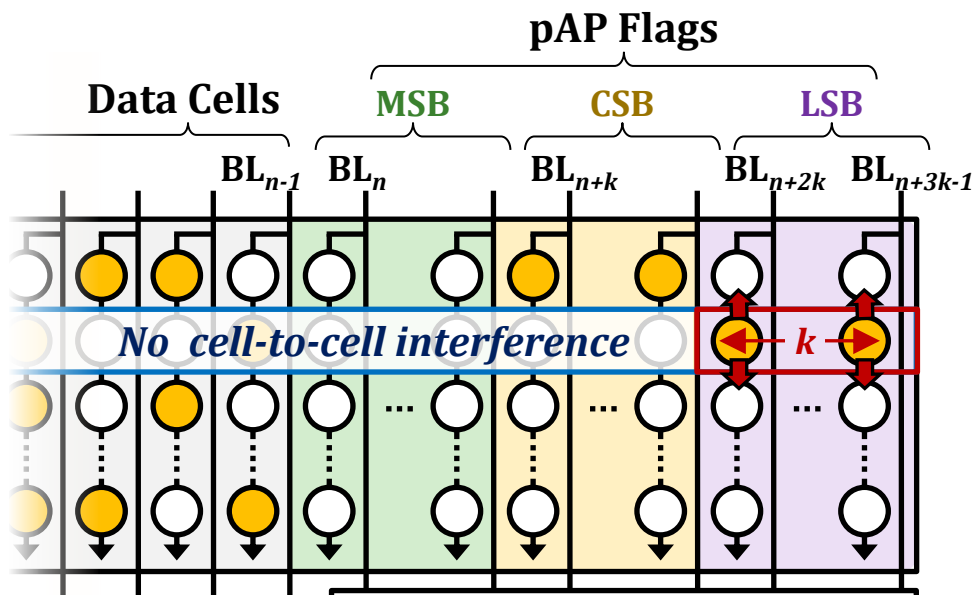 pAP Flags
Data Cells
MSB CSB LSB
BLn-1 BLn BLn+k BLn+2k BLn+3k-1
No cell-to-cell interference k
... ... ...